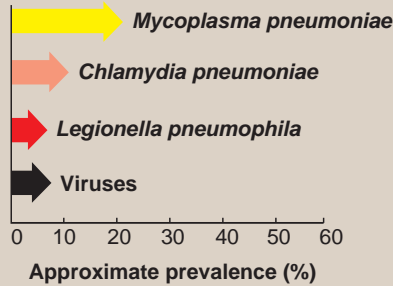 Mycoplasma pneumoniae
Chlamydia pneumoniae
Legionella pneumophila
Viruses
0 10 20 30 40 50 60
Approximate prevalence (%)